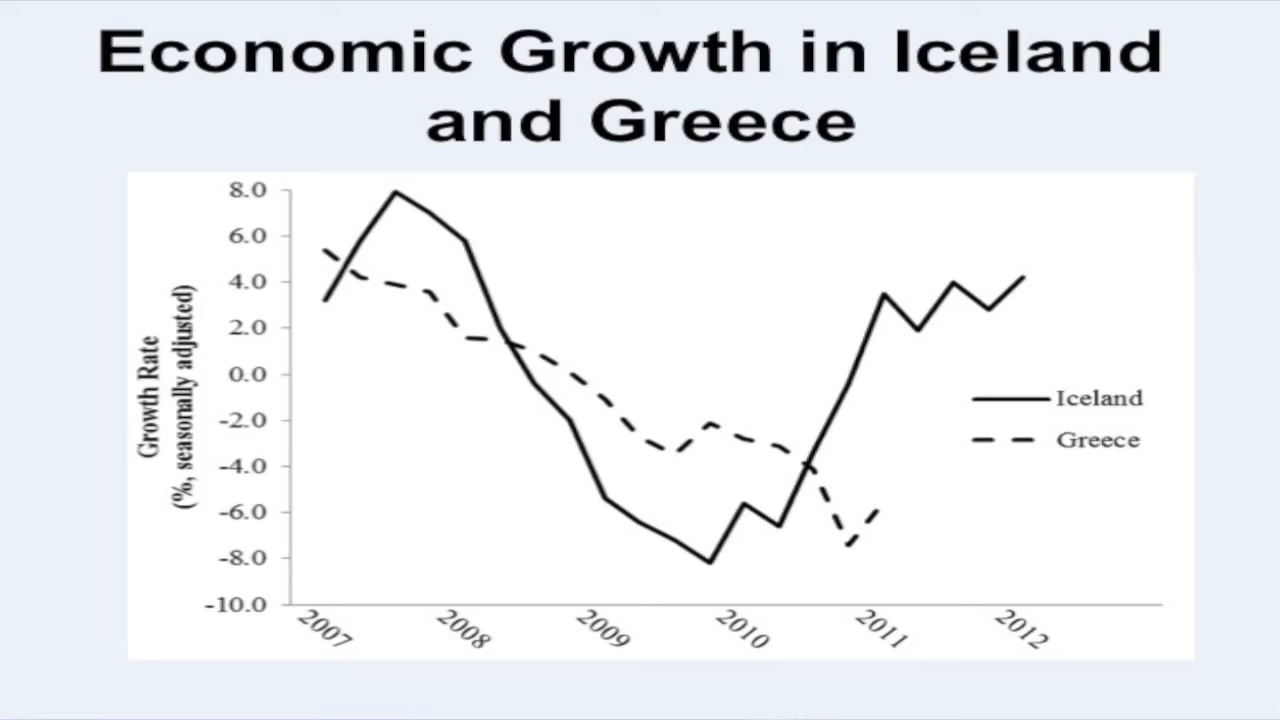 Economic Growth in Iceland
and Greece
8.0
6.0
4.0
2.0
0.0
-2.0
-4.0
-6.0
-8.0
-10.0
Growth Rate
(%, seasonally adjusted)
2007
2008
2009
2010
2011
2012
Iceland
Greece